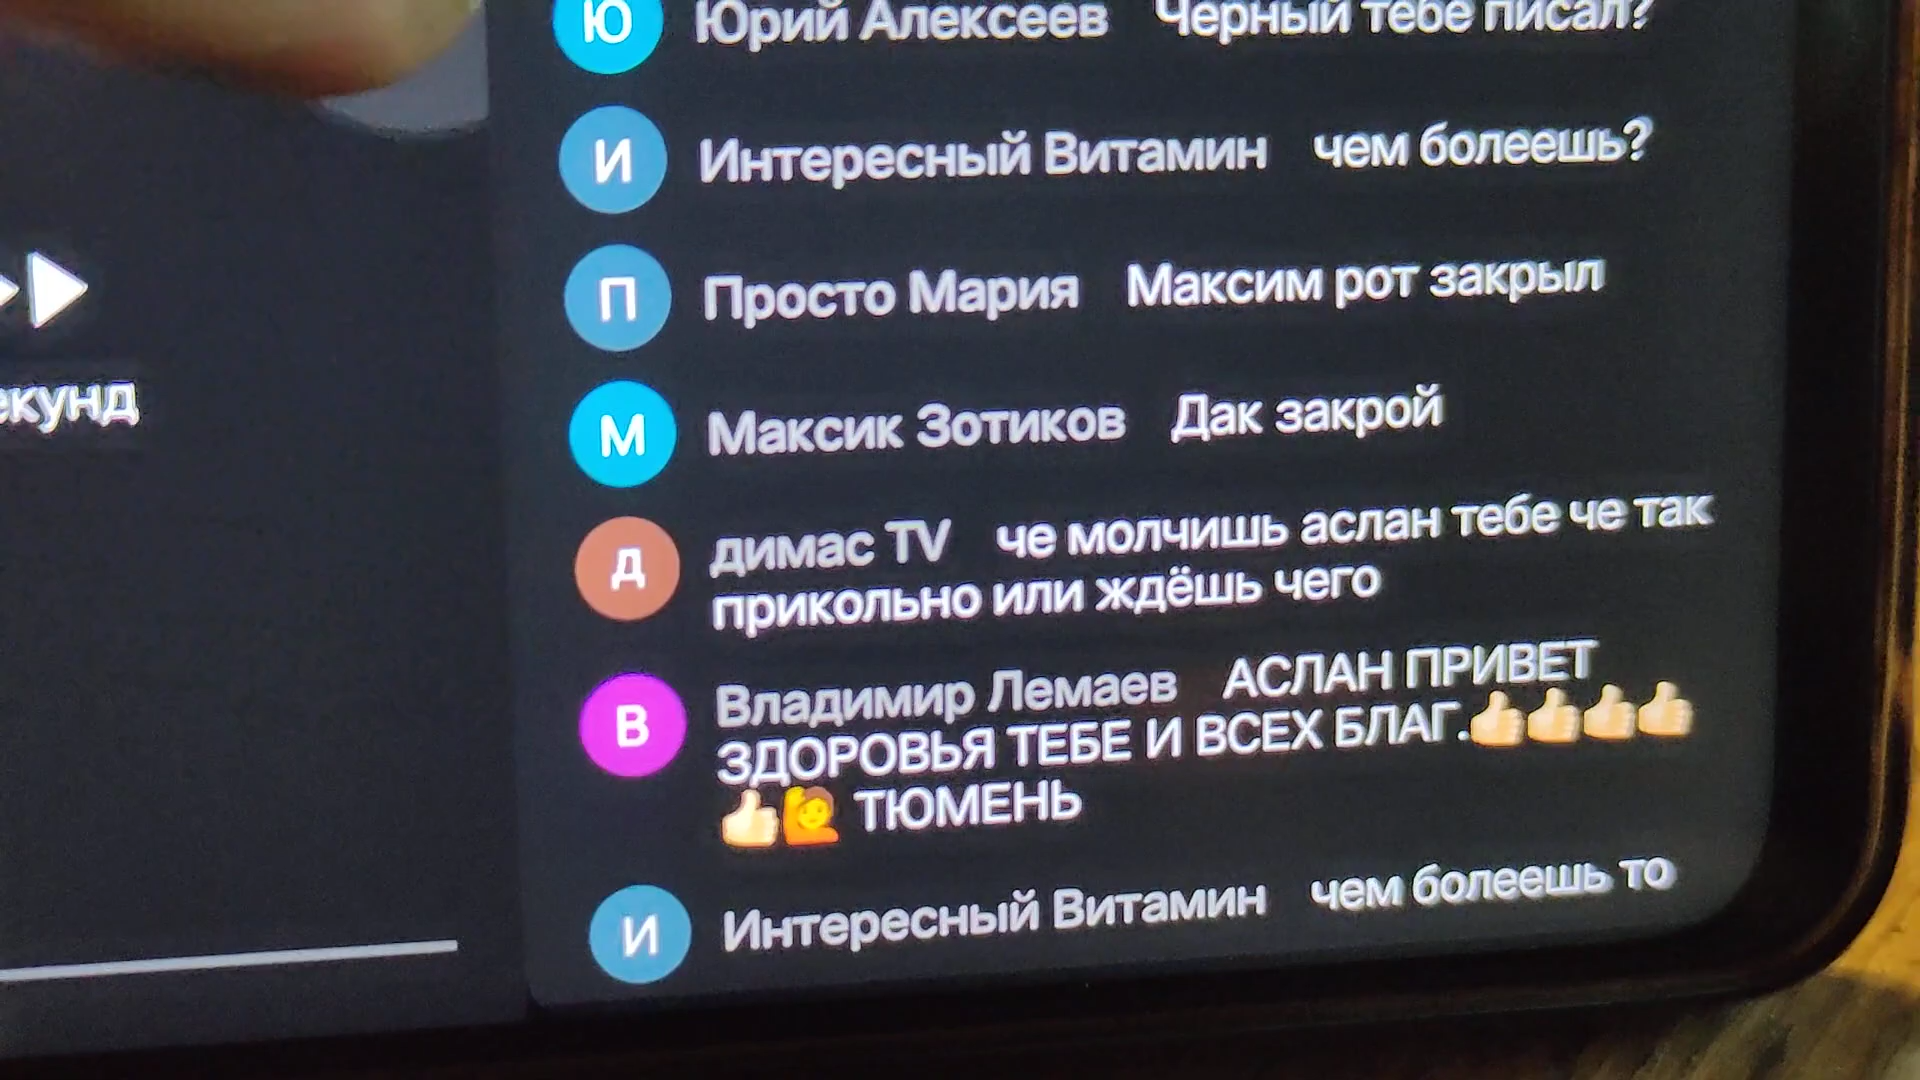 Ю Юрий Алексеев Черный тебе писал?
И Интересный Витамин чем болеешь?
П Просто Мария Максим рот закрыл
екунд
М Максик Зотиков Дак закрой
Д димас TV че молчишь аслан тебе че так
прикольно или ждёшь чего
В Владимир Лемаев АСЛАН ПРИВЕТ
ЗДОРОВЬЯ ТЕБЕ И ВСЕХ БЛАГ.👍🏻👍🏻👍🏻👍🏻
👍🏻🙋 ТЮМЕНЬ
И Интересный Витамин чем болеешь то